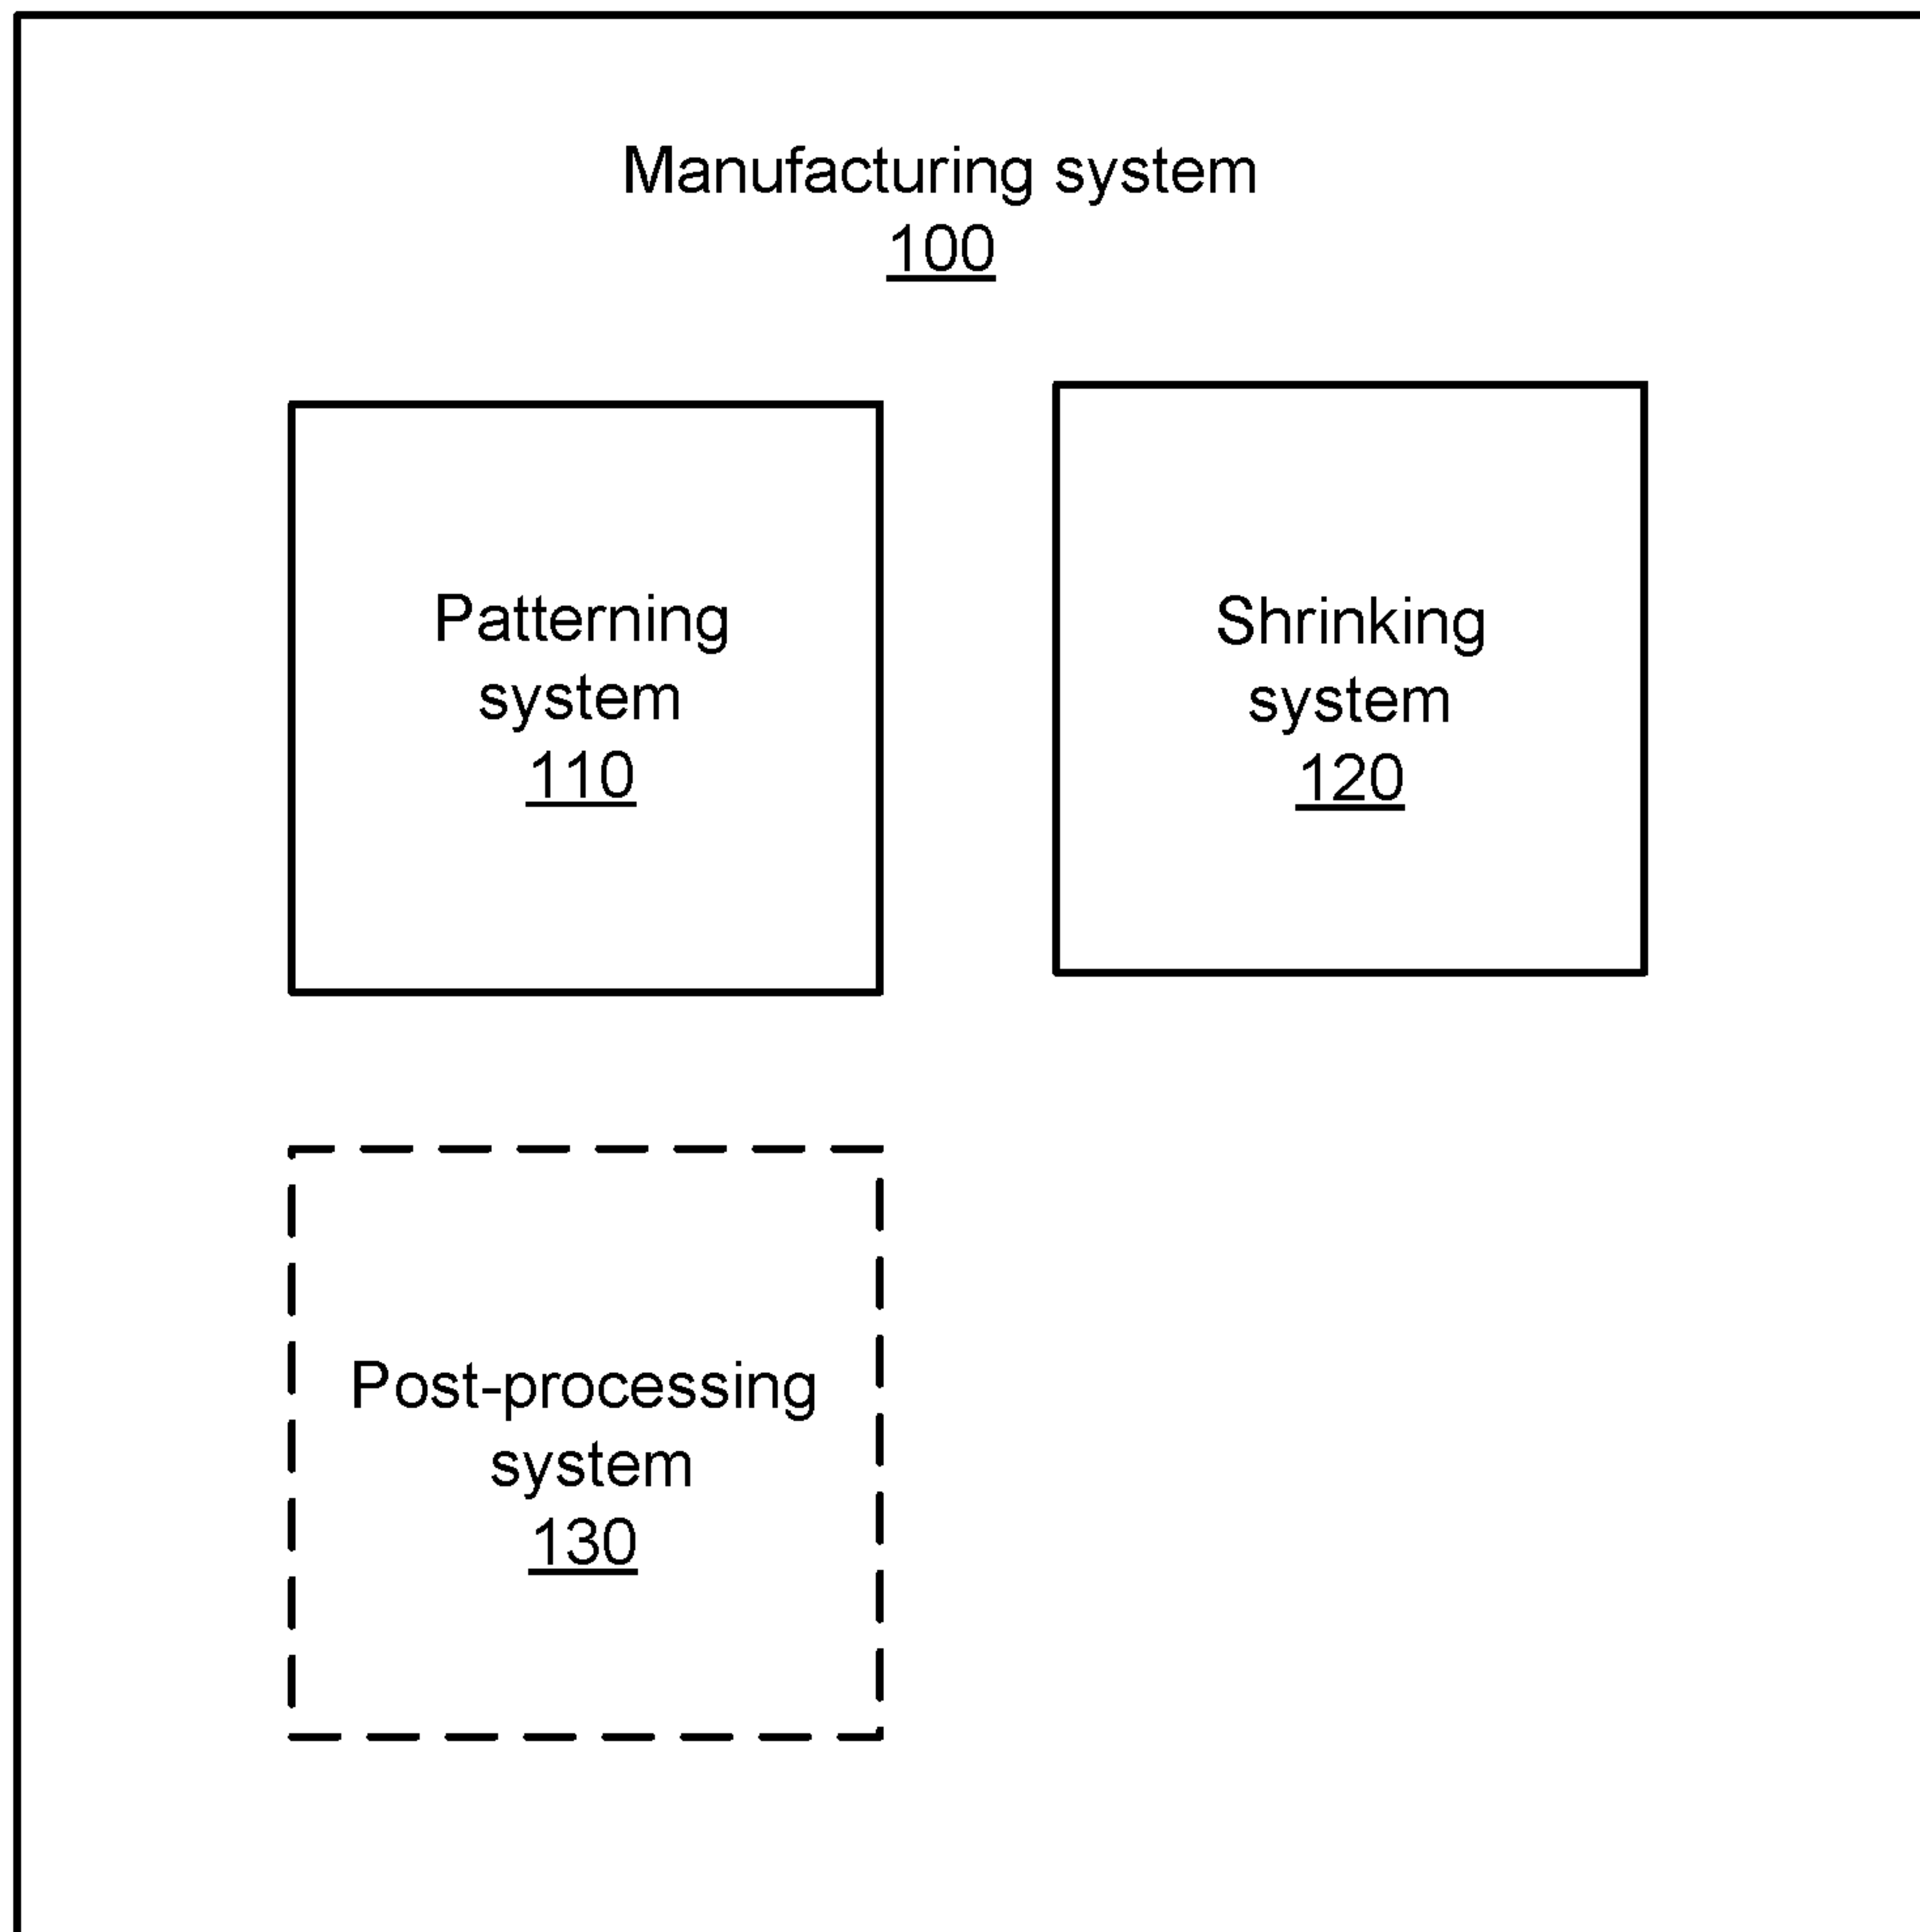 Manufacturing system
100
Patterning
system
110
Shrinking
system
120
Post-processing
system
130